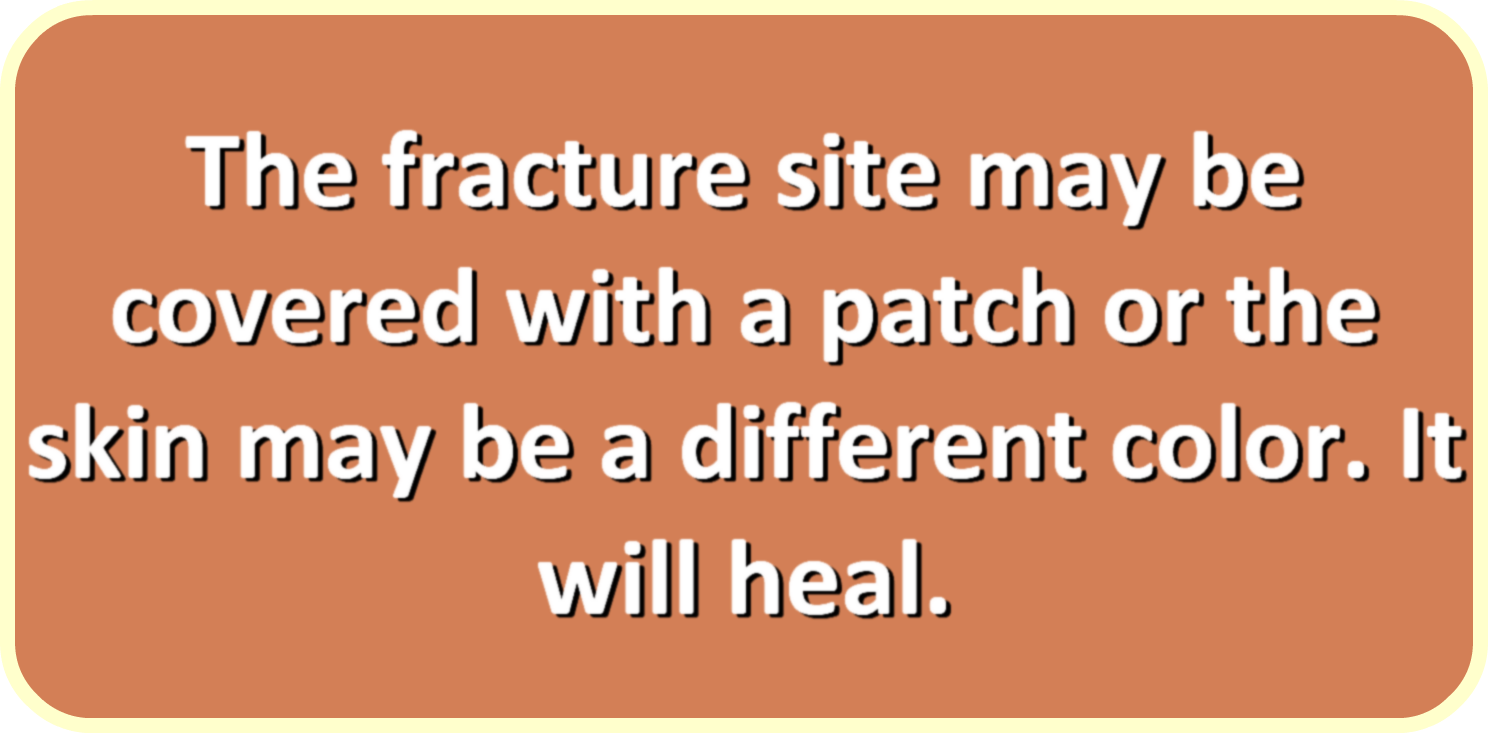 The fracture site may be
covered with a patch or the
skin may be a different color. It
will heal.